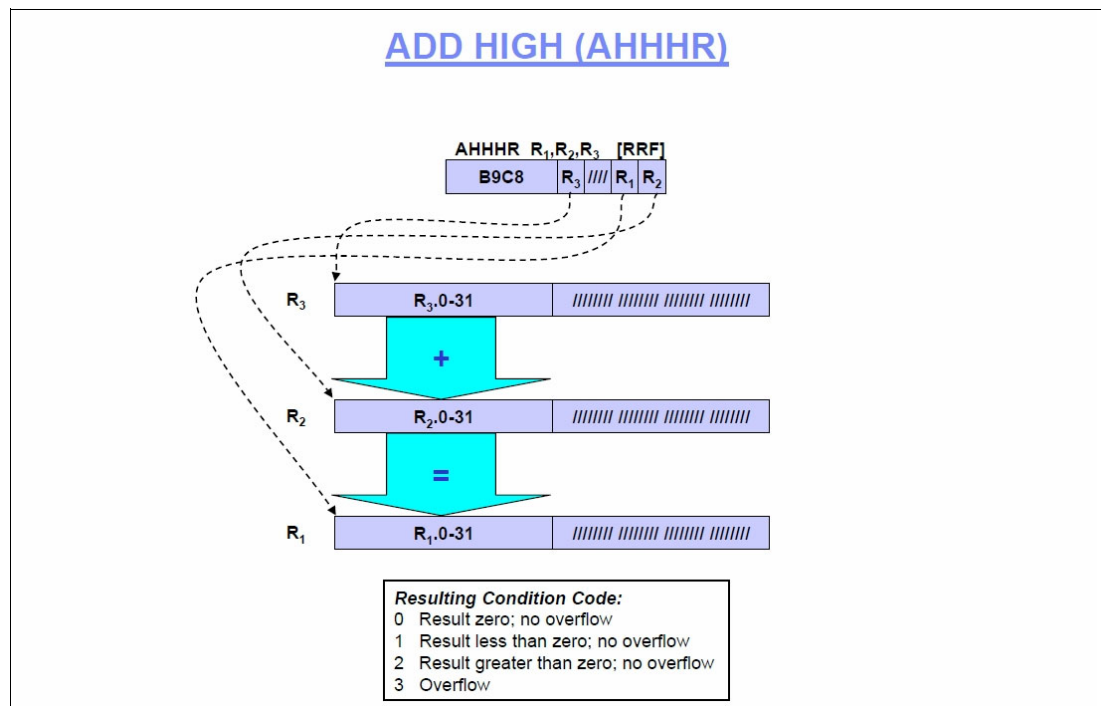 ADD HIGH (AHHHR)
AHHHR R₁,R₂,R₃ [RRF]
B9C8 R₃ //// R₁ R₂
R₃ R₃.0-31 //////// //////// //////// ////////
+
R₂ R₂.0-31 //////// //////// //////// ////////
=
R₁ R₁.0-31 //////// //////// //////// ////////
Resulting Condition Code:
0 Result zero; no overflow
1 Result less than zero; no overflow
2 Result greater than zero; no overflow
3 Overflow